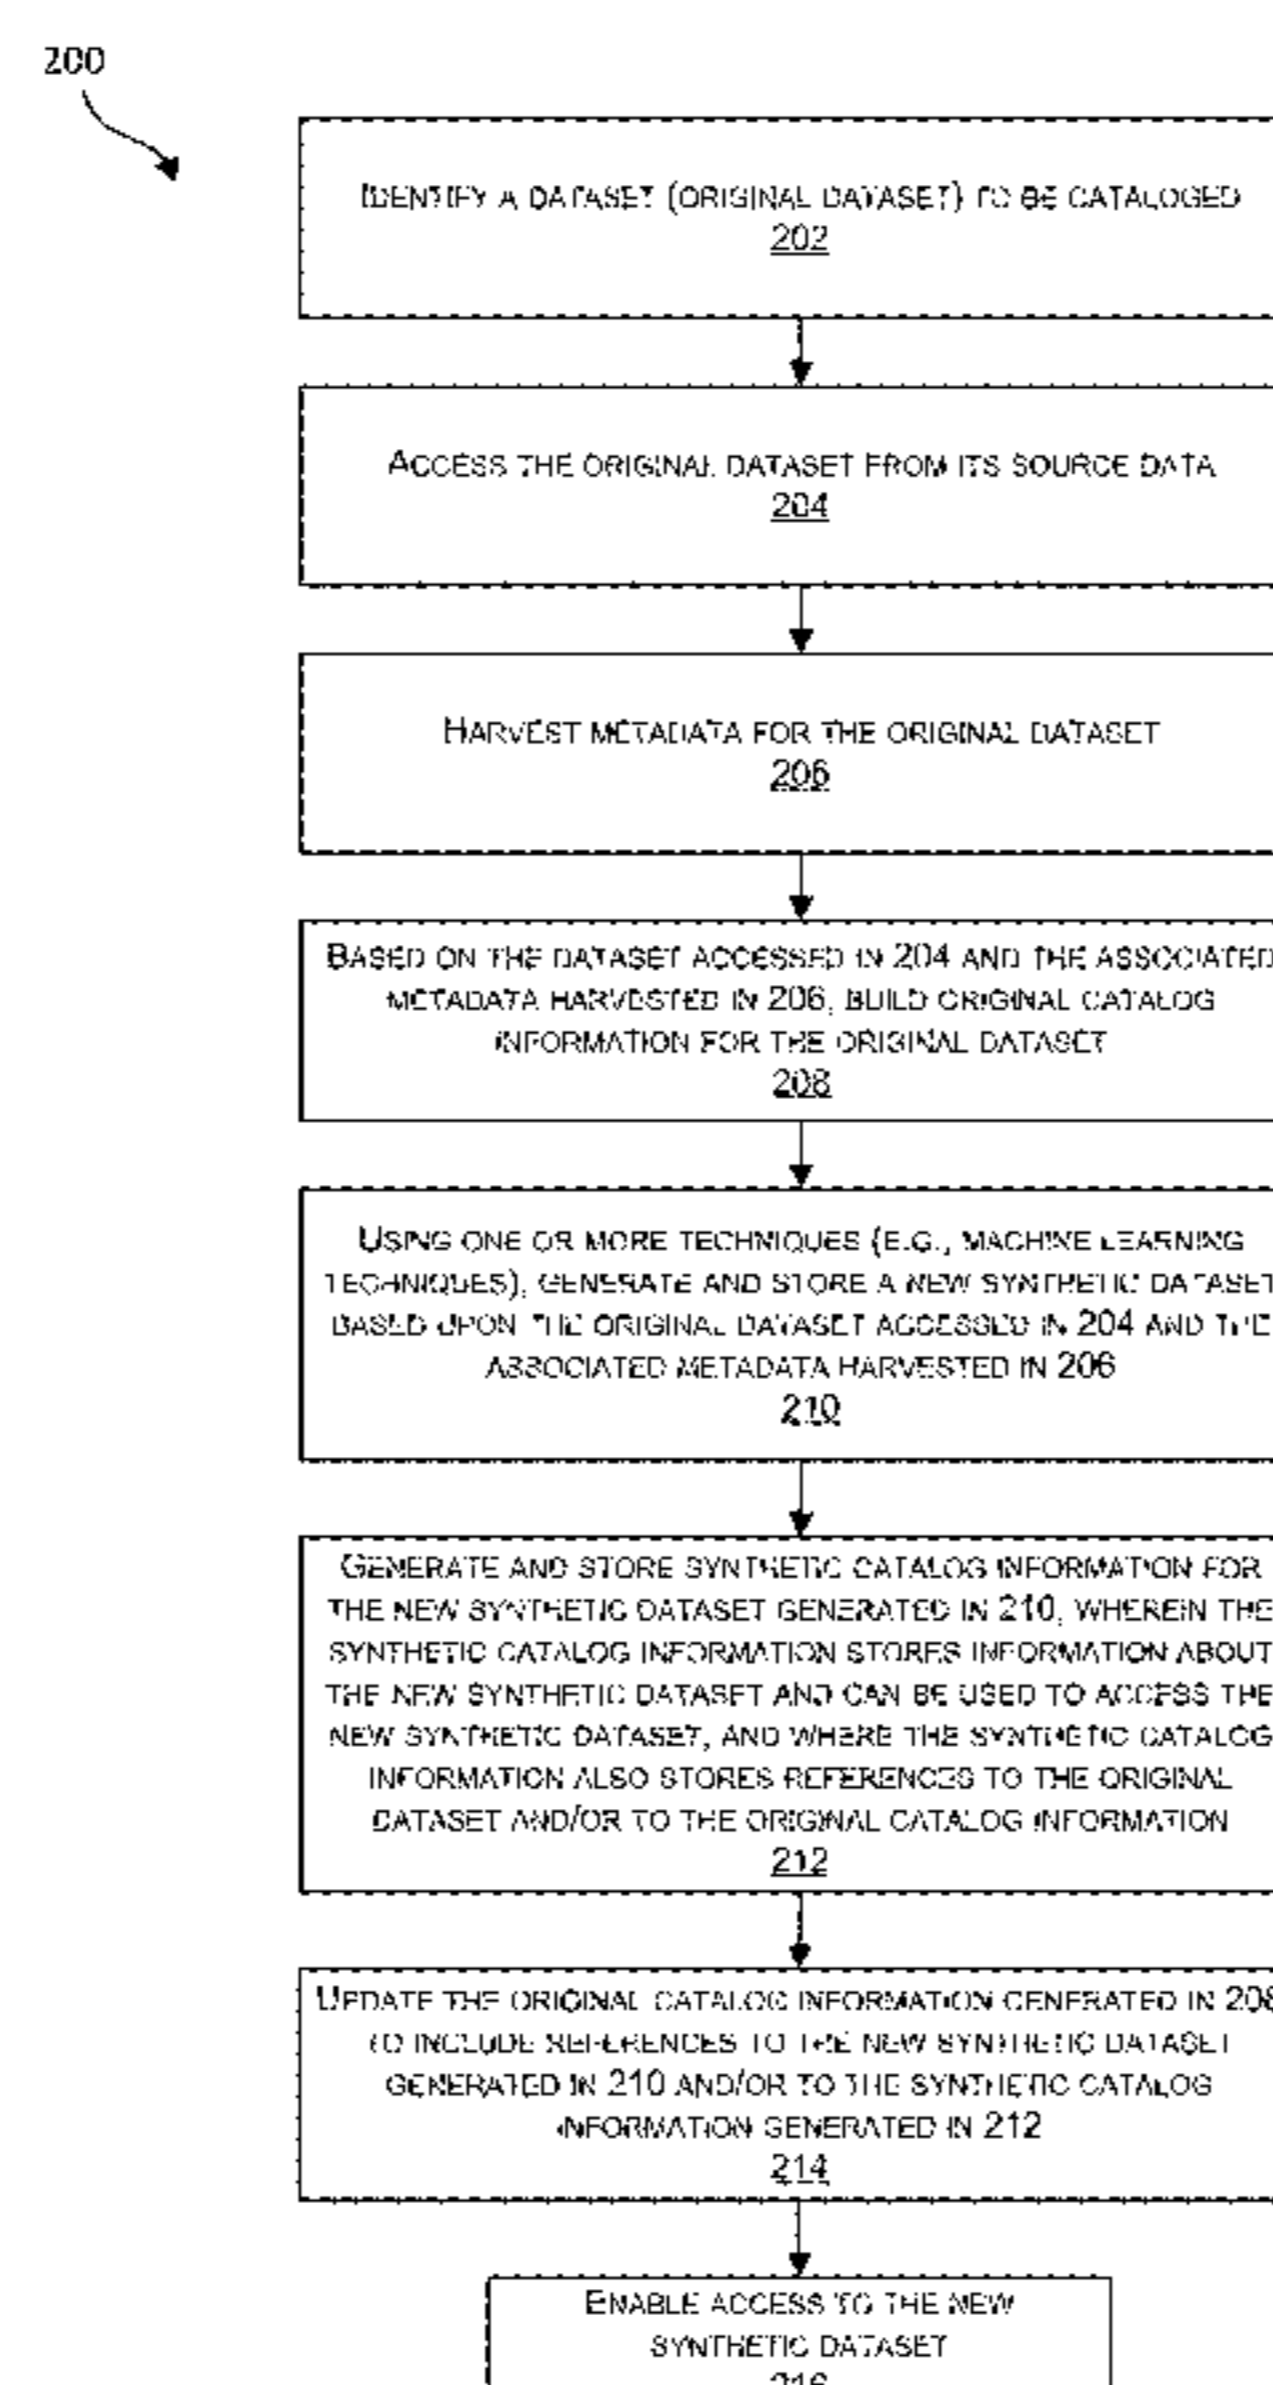 200
IDENTIFY A DATASET (ORIGINAL DATASET) TO BE CATALOGED
202
ACCESS THE ORIGINAL DATASET FROM ITS SOURCE DATA
204
HARVEST METADATA FOR THE ORIGINAL DATASET
206
BASED ON THE DATASET ACCESSED IN 204 AND THE ASSOCIATED
METADATA HARVESTED IN 206, BUILD ORIGINAL CATALOG
INFORMATION FOR THE ORIGINAL DATASET
208
USING ONE OR MORE TECHNIQUES (E.G., MACHINE LEARNING
TECHNIQUES), GENERATE AND STORE A NEW SYNTHETIC DATASET
BASED UPON THE ORIGINAL DATASET ACCESSED IN 204 AND THE
ASSOCIATED METADATA HARVESTED IN 206
210
GENERATE AND STORE SYNTHETIC CATALOG INFORMATION FOR
THE NEW SYNTHETIC DATASET GENERATED IN 210, WHEREIN THE
SYNTHETIC CATALOG INFORMATION STORES INFORMATION ABOUT
THE NEW SYNTHETIC DATASET AND CAN BE USED TO ACCESS THE
NEW SYNTHETIC DATASET, AND WHERE THE SYNTHETIC CATALOG
INFORMATION ALSO STORES REFERENCES TO THE ORIGINAL
DATASET AND/OR TO THE ORIGINAL CATALOG INFORMATION
212
UPDATE THE ORIGINAL CATALOG INFORMATION GENERATED IN 208
TO INCLUDE REFERENCES TO THE NEW SYNTHETIC DATASET
GENERATED IN 210 AND/OR TO THE SYNTHETIC CATALOG
INFORMATION GENERATED IN 212
214
ENABLE ACCESS TO THE NEW
SYNTHETIC DATASET
216